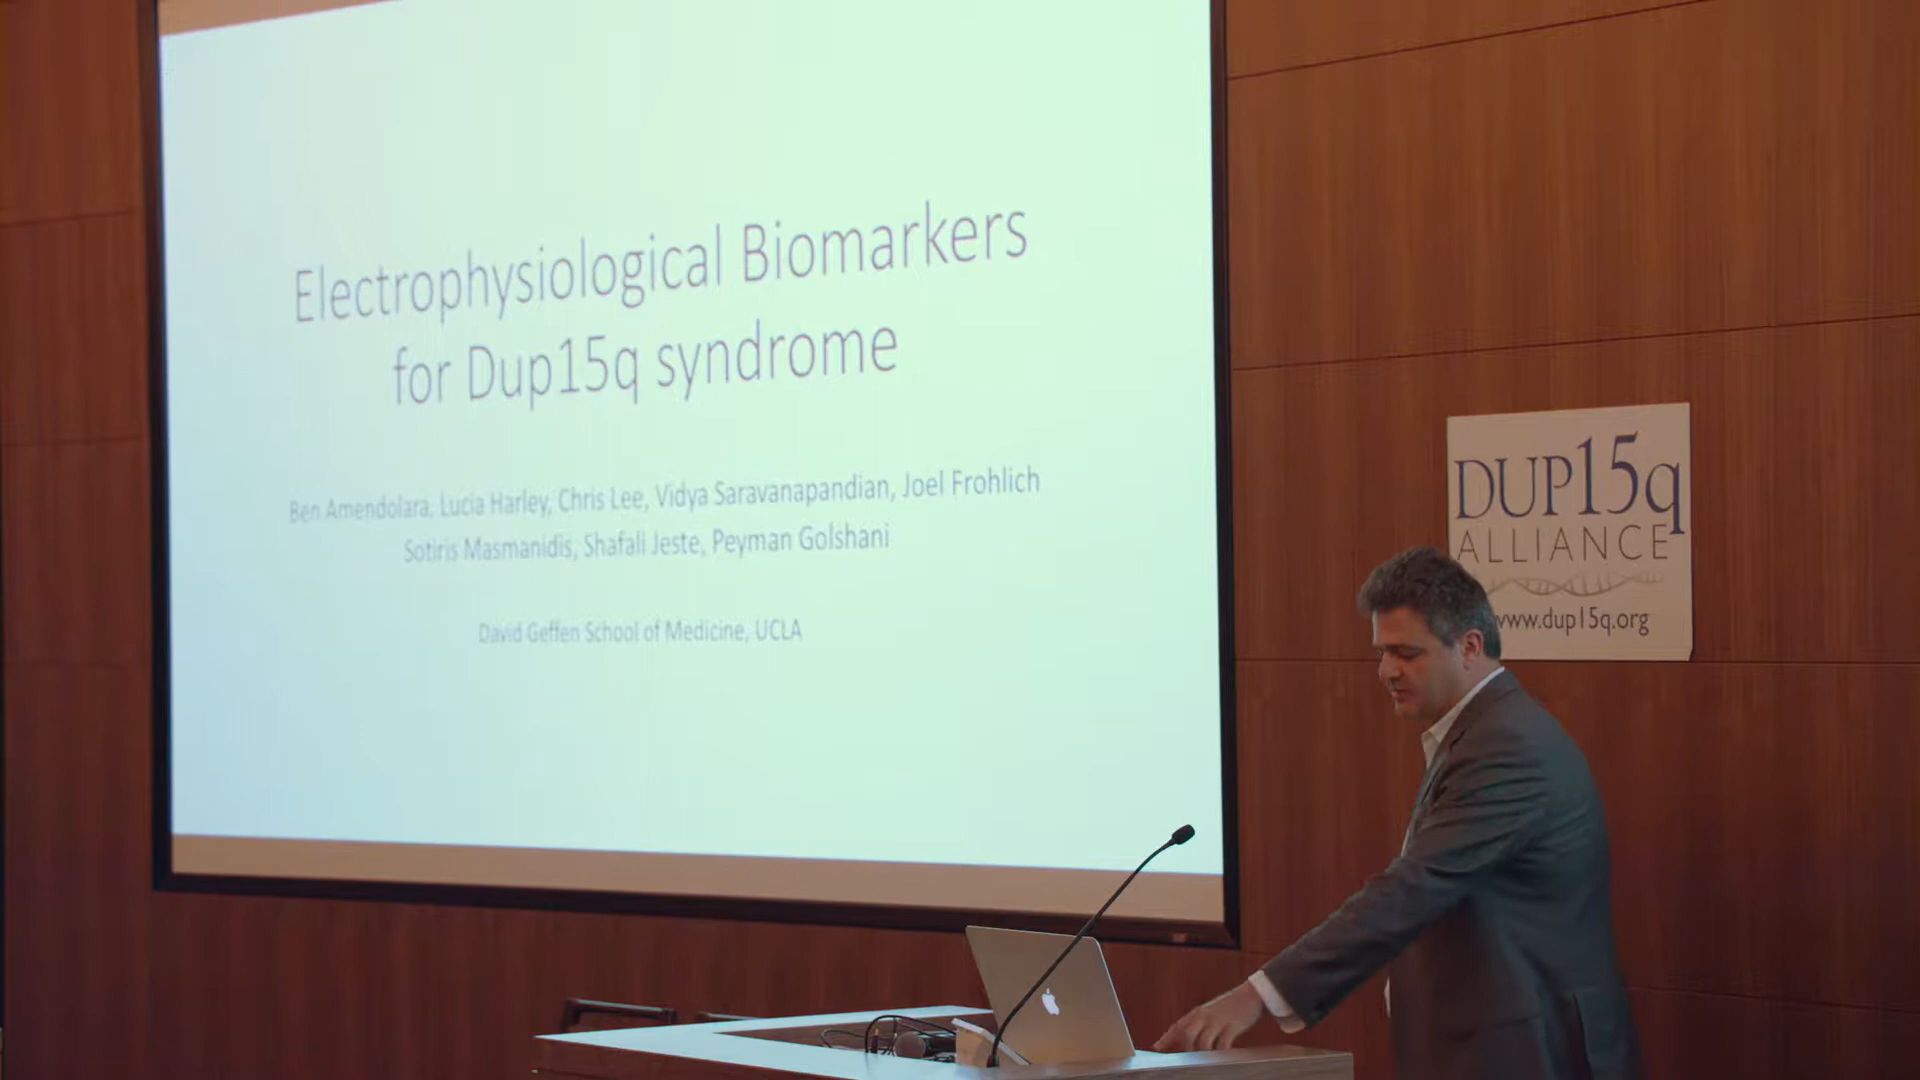 Electrophysiological Biomarkers
for Dup15q syndrome
Ben Amendolara, Lucia Harley, Chris Lee, Vidya Saravanapandian, Joel Frohlich
Sotiris Masmanidis, Shafali Jeste, Peyman Golshani
David Geffen School of Medicine, UCLA
DUP15q
ALLIANCE
www.dup15q.org